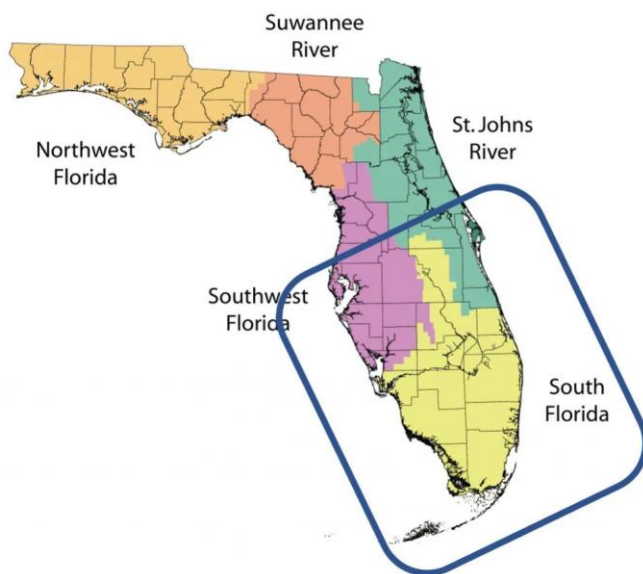 Suwannee
River
St. Johns
River
Northwest
Florida
Southwest
Florida
South
Florida